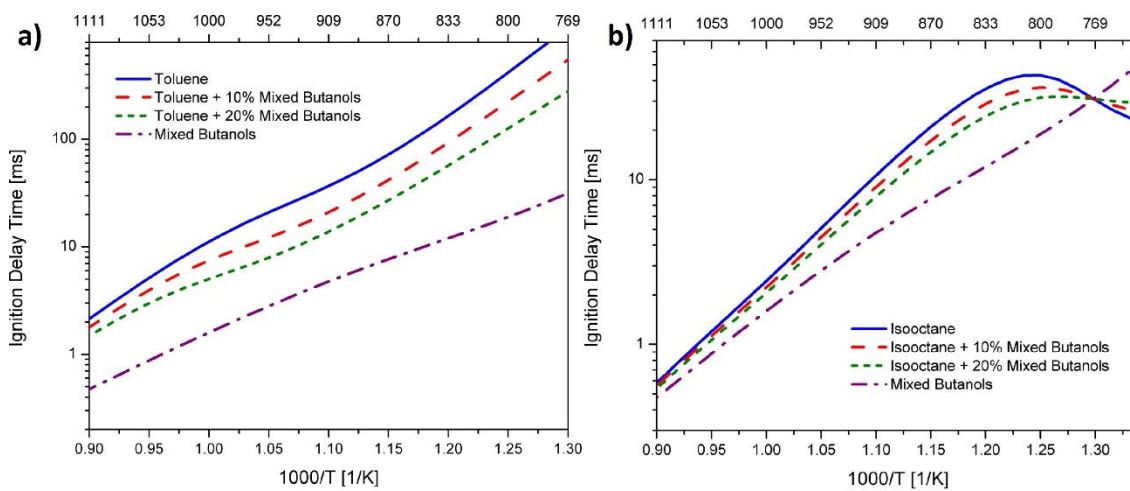 a)
1111 1053 1000 952 909 870 833 800 769
Ignition Delay Time [ms]
100
10
1
Toluene
Toluene + 10% Mixed Butanols
Toluene + 20% Mixed Butanols
Mixed Butanols
0.90 0.95 1.00 1.05 1.10 1.15 1.20 1.25 1.30
1000/T [1/K]
b)
1111 1053 1000 952 909 870 833 800 769
Ignition Delay Time [ms]
10
1
Isooctane
Isooctane + 10% Mixed Butanols
Isooctane + 20% Mixed Butanols
Mixed Butanols
0.90 0.95 1.00 1.05 1.10 1.15 1.20 1.25 1.30
1000/T [1/K]